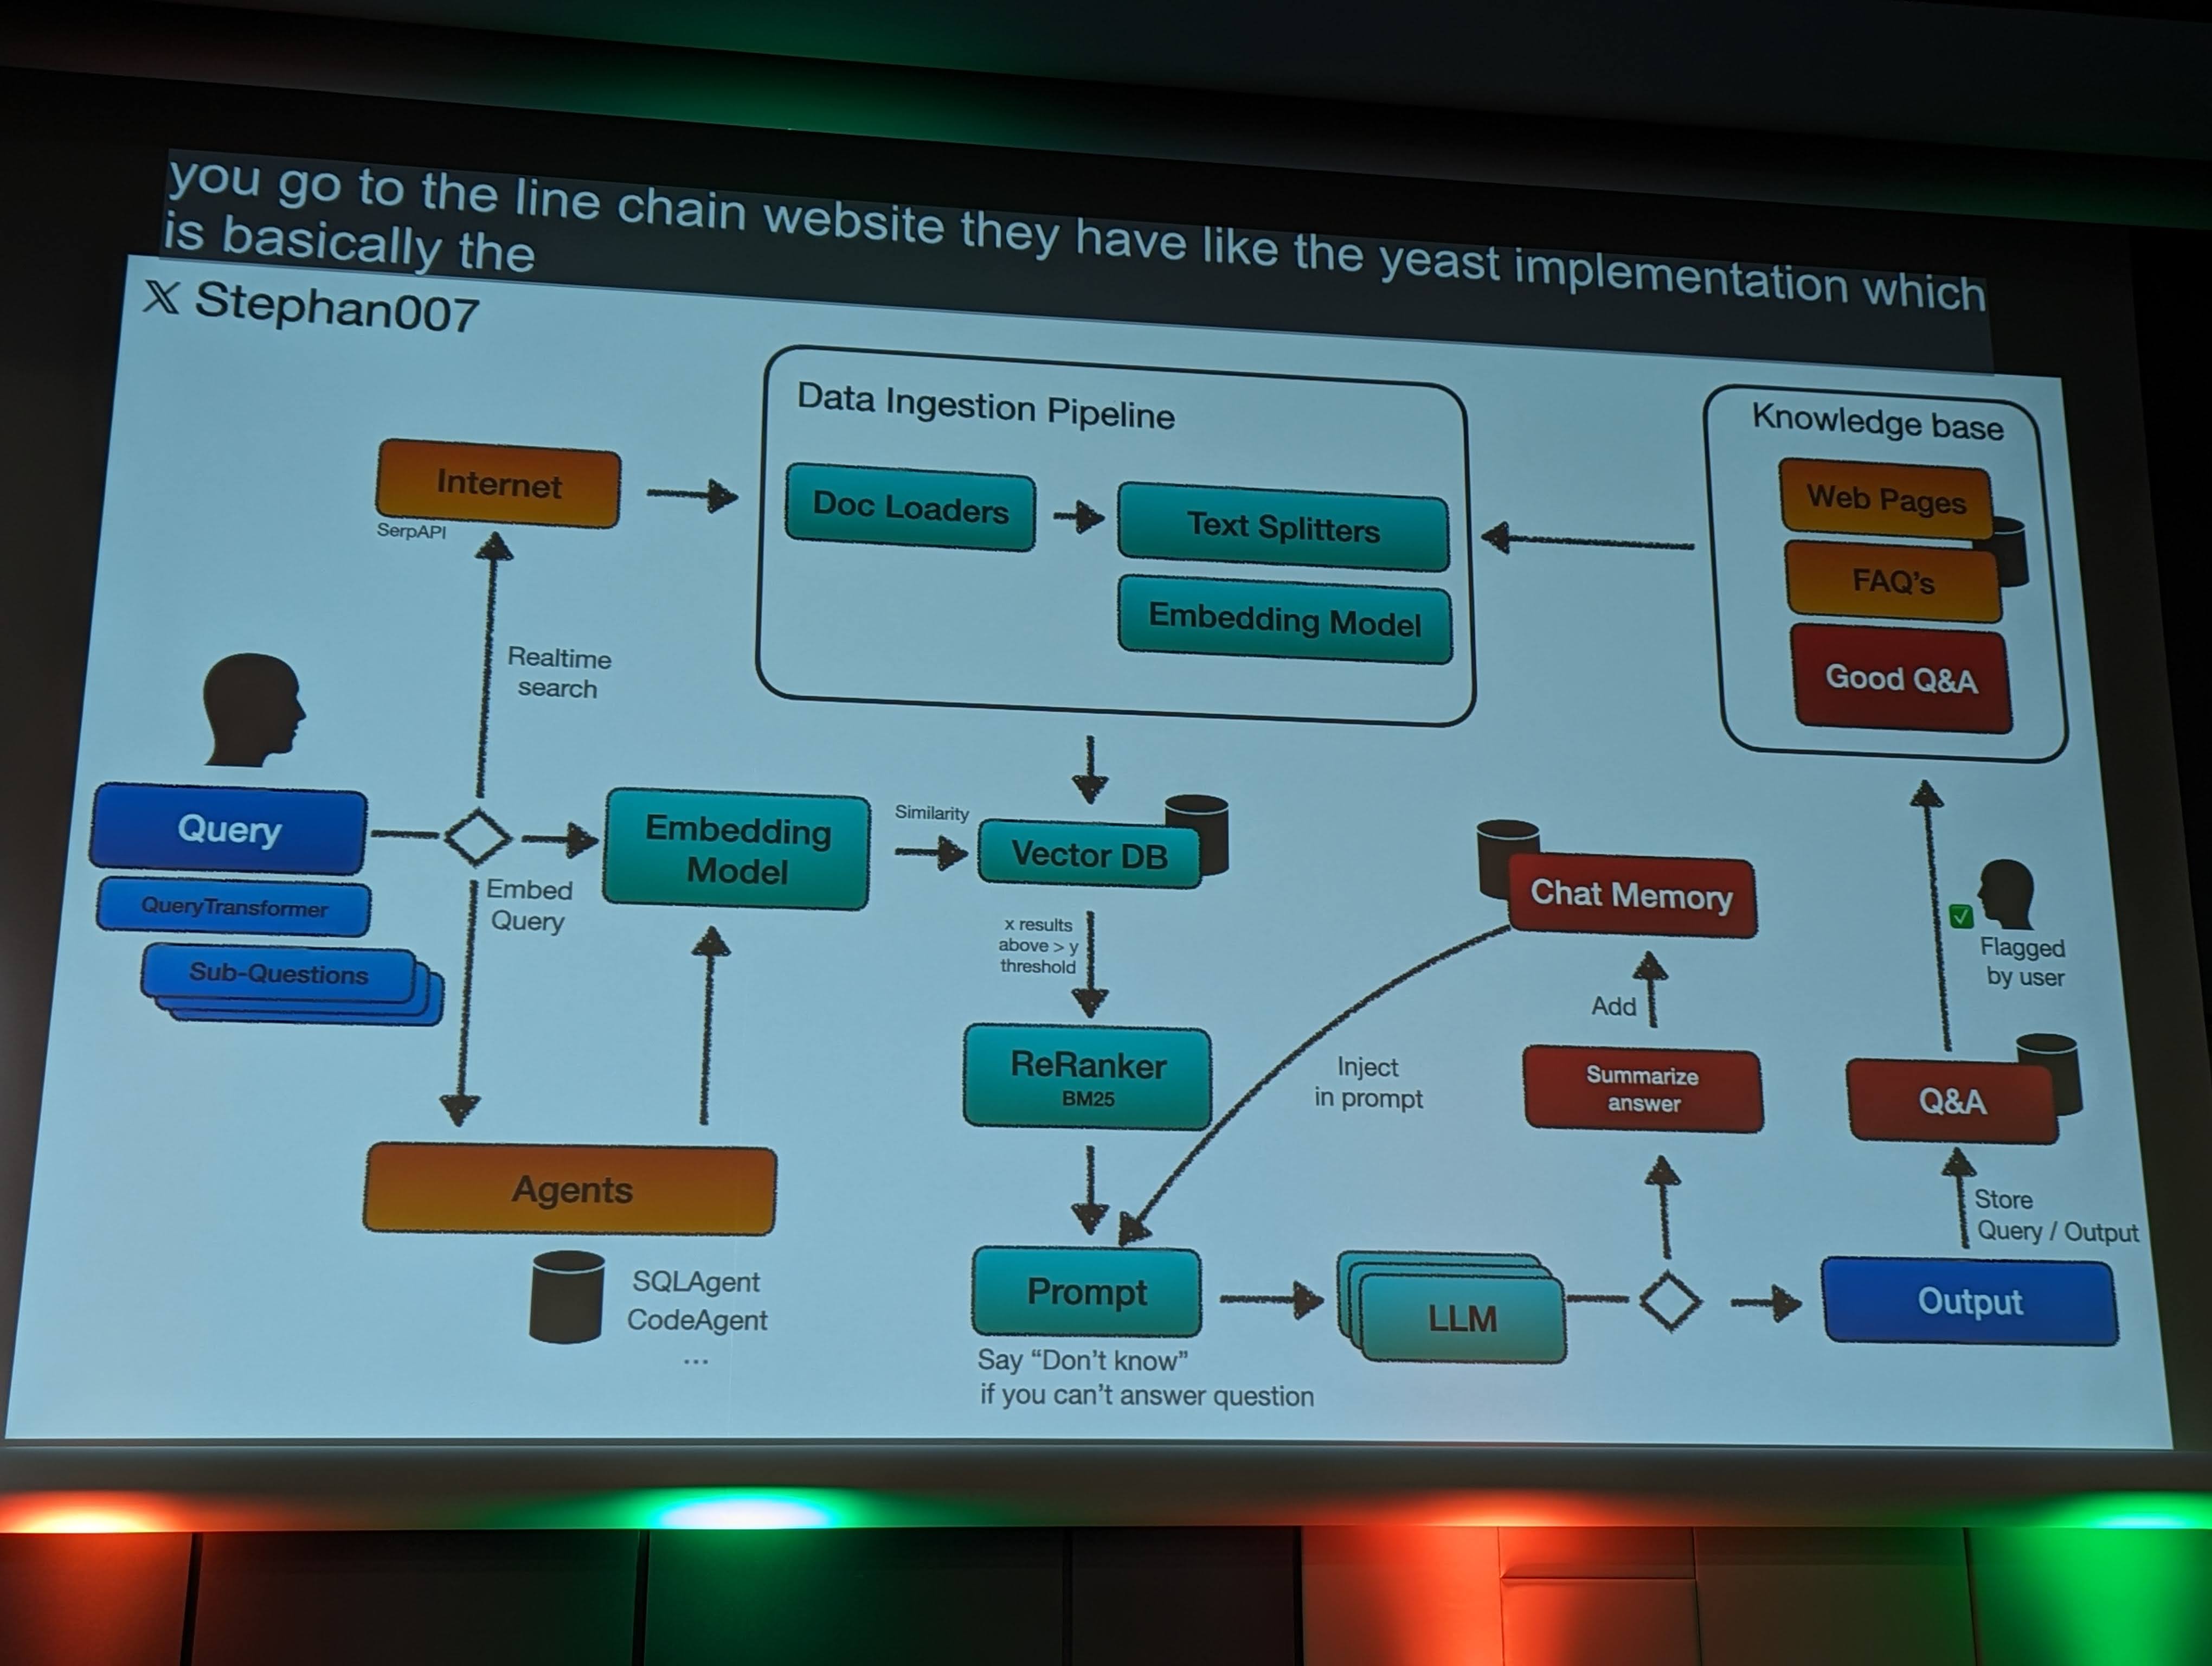 you go to the line chain website they have like the yeast implementation which
is basically the
X Stephan007
Data Ingestion Pipeline
Knowledge base
Internet
SerpAPI
Doc Loaders
Text Splitters
Embedding Model
Web Pages
FAQ's
Good Q&A
Realtime
search
Query
QueryTransformer
Sub-Questions
Embed
Query
Embedding
Model
Similarity
Vector DB
x results
above > y
threshold
Chat Memory
Flagged
by user
Add
ReRanker
BM25
Inject
in prompt
Summarize
answer
Q&A
Agents
SQLAgent
CodeAgent
...
Store
Query / Output
Prompt
Say “Don't know”
if you can't answer question
LLM
Output